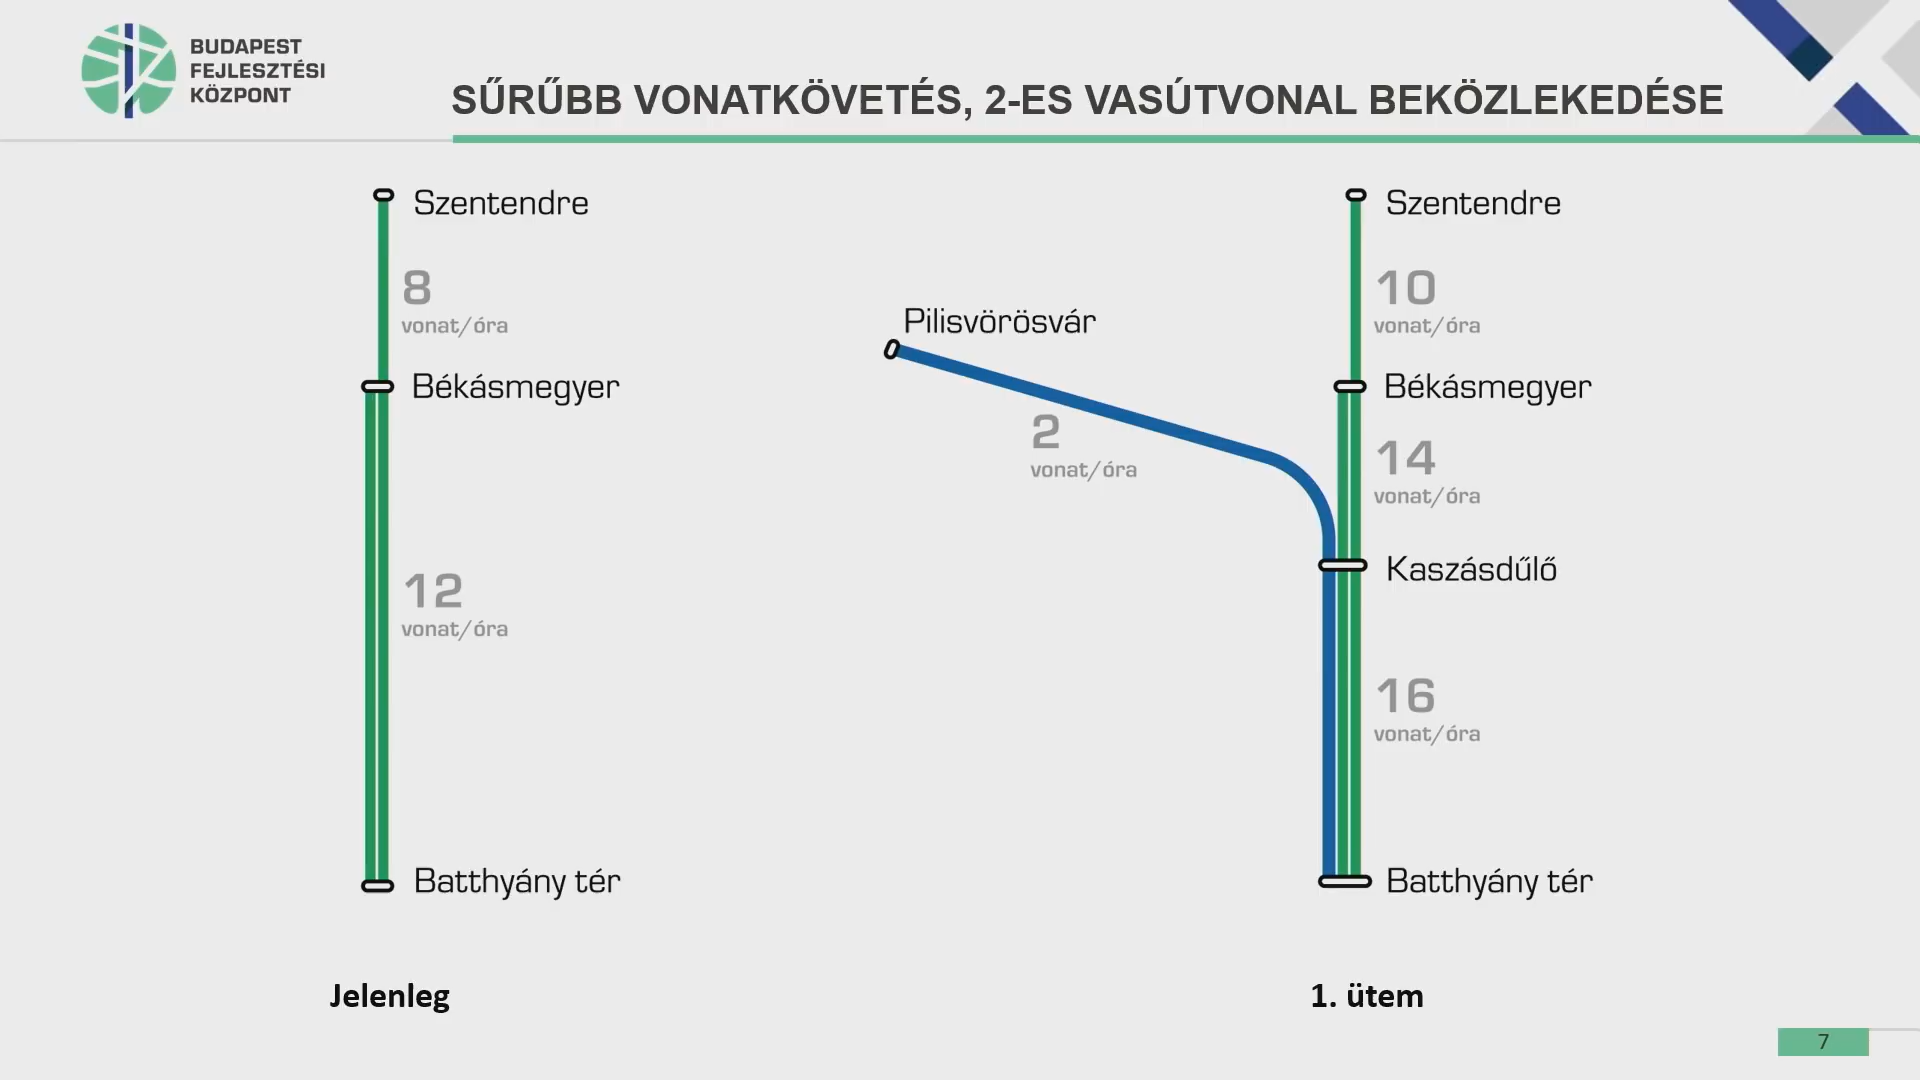 BUDAPEST
FEJLESZTÉSI
KÖZPONT
SŰRŰBB VONATKÖVETÉS, 2-ES VASÚTVONAL BEKÖZLEKEDÉSE
Szentendre
8
vonat/óra
Békásmegyer
12
vonat/óra
Batthyány tér
Jelenleg
Pilisvörösvár
2
vonat/óra
Szentendre
10
vonat/óra
Békásmegyer
14
vonat/óra
Kaszásdűlő
16
vonat/óra
Batthyány tér
1. ütem
7